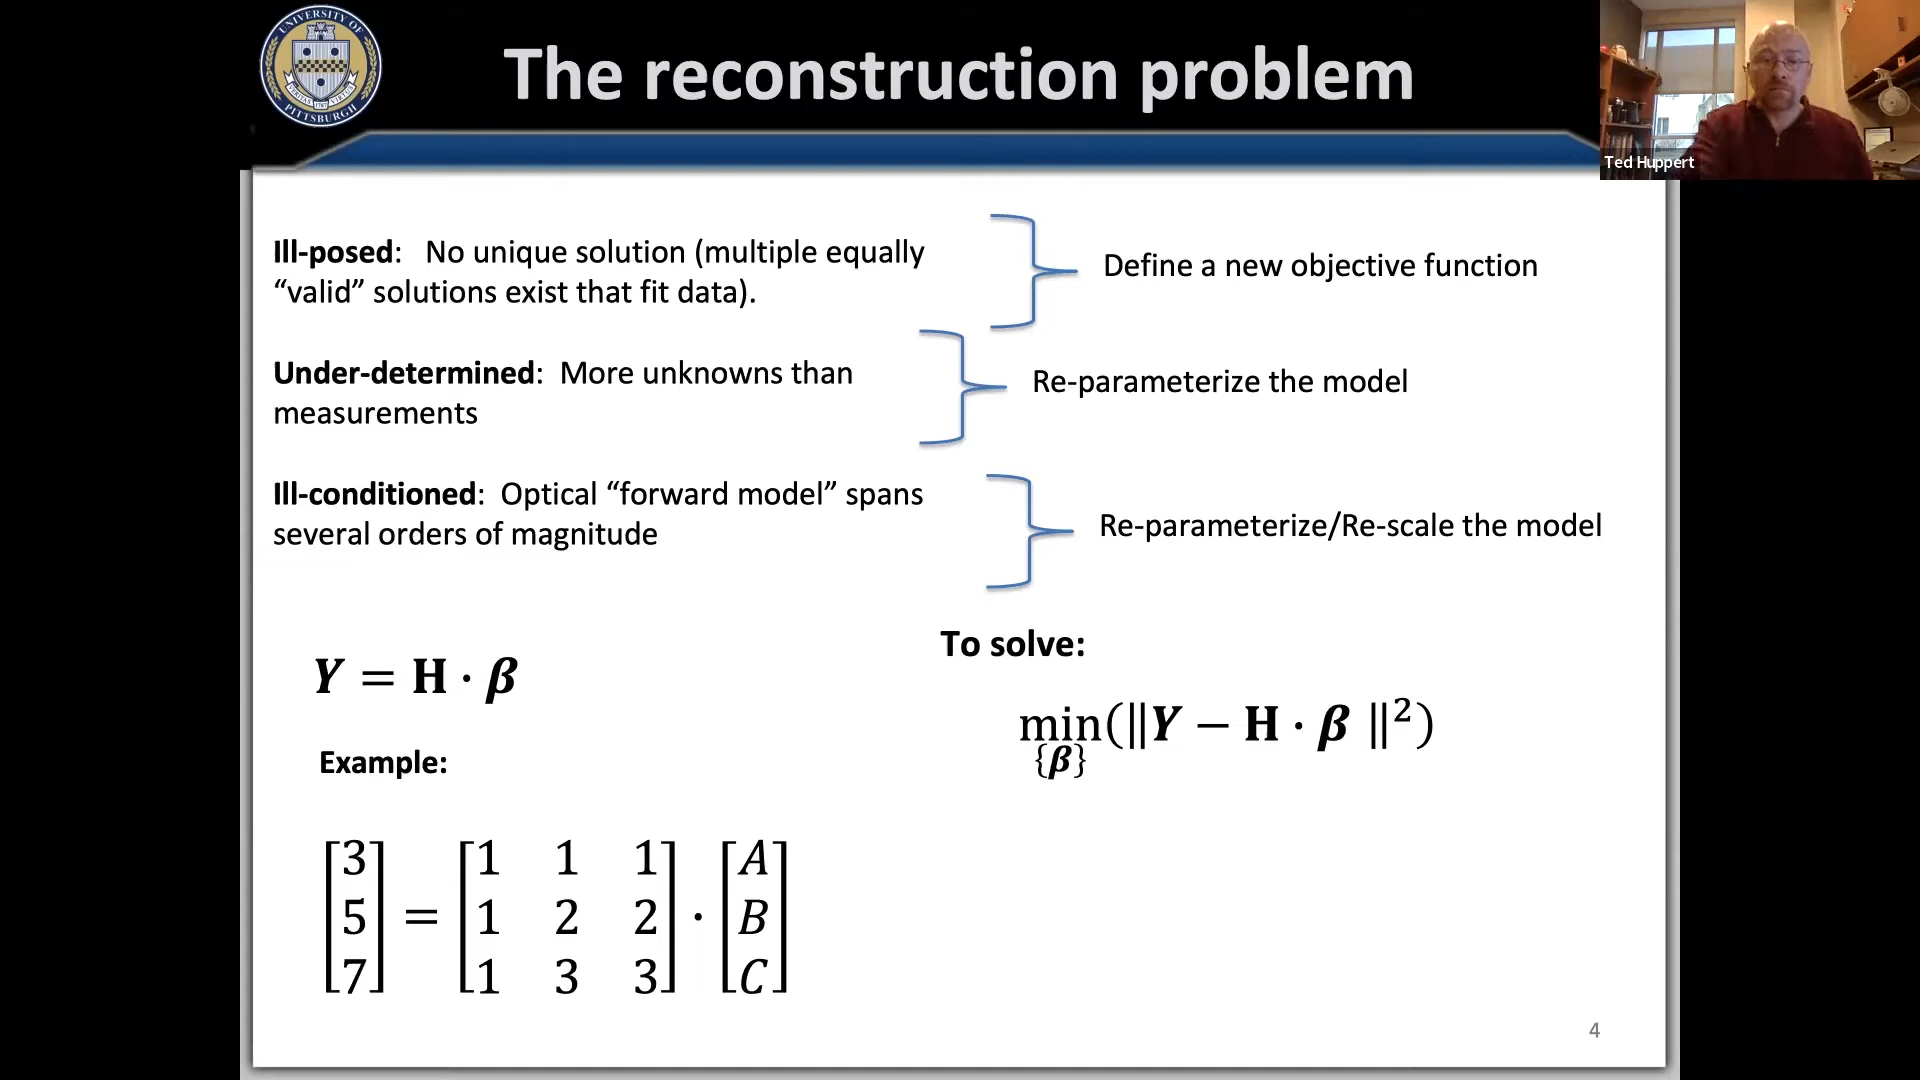 UNIVERSITY OF
PITTSBURGH
The reconstruction problem
Ted Huppert
Ill-posed: No unique solution (multiple equally
“valid” solutions exist that fit data).
Define a new objective function
Under-determined: More unknowns than
measurements
Re-parameterize the model
Ill-conditioned: Optical “forward model” spans
several orders of magnitude
Re-parameterize/Re-scale the model
Y = H · β
To solve:
min(‖Y − H · β ‖²)
{β}
Example:
[3] = [1 1 1] · [A]
[5] [1 2 2] [B]
[7] [1 3 3] [C]
4